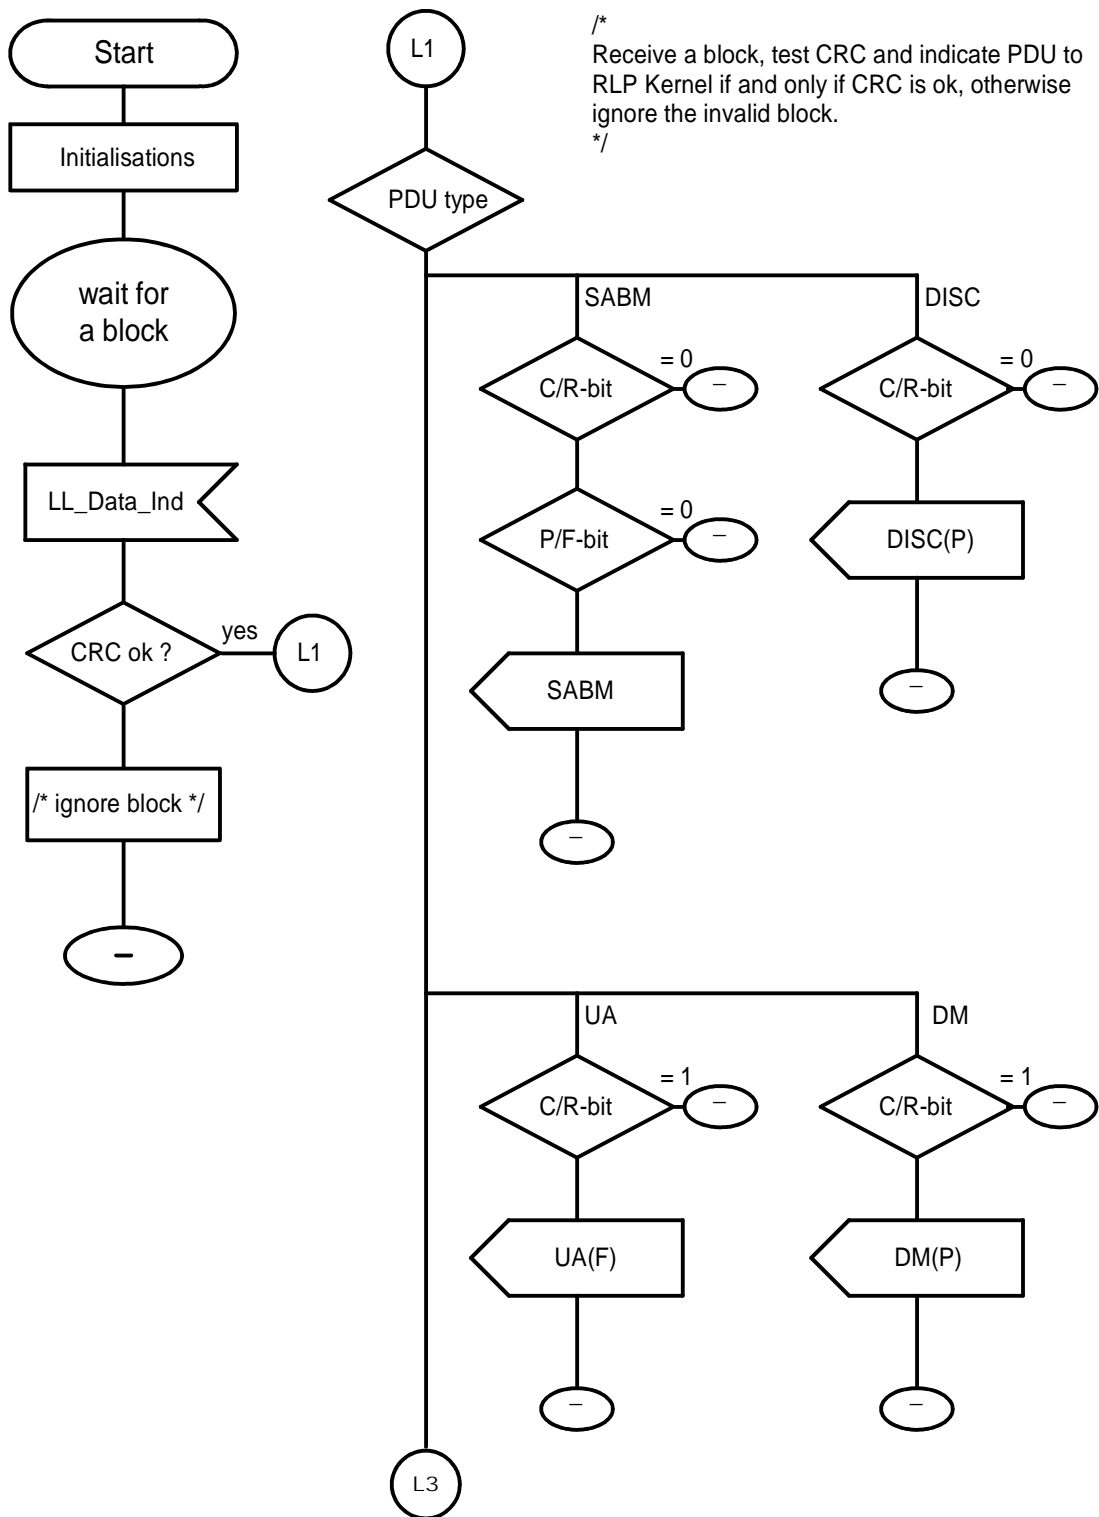 Start
Initialisations
wait for
a block
LL_Data_Ind
CRC ok ?
yes
L1
/* ignore block */
–
L1
PDU type
/*
Receive a block, test CRC and indicate PDU to
RLP Kernel if and only if CRC is ok, otherwise
ignore the invalid block.
*/
SABM
C/R-bit
= 0
–
P/F-bit
= 0
–
SABM
–
DISC
C/R-bit
= 0
–
DISC(P)
–
UA
C/R-bit
= 1
–
UA(F)
–
DM
C/R-bit
= 1
–
DM(P)
–
L3